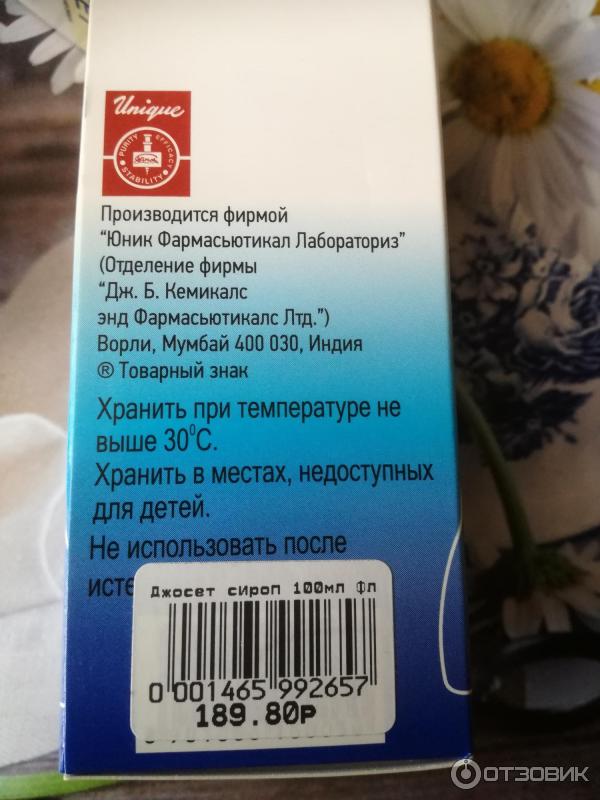 Unique
PURITY EFFICACY
STABILITY
Производится фирмой
“Юник Фармасьютикал Лабораториз”
(Отделение фирмы
“Дж. Б. Кемикалс
энд Фармасьютикалс Лтд.”)
Ворли, Мумбай 400 030, Индия
® Товарный знак
Хранить при температуре не
выше 30°С.
Хранить в местах, недоступных
для детей.
Не использовать после
исте
Джосет сироп 100мл фл
0 001465 992657
189.80р
ОТЗОВИК